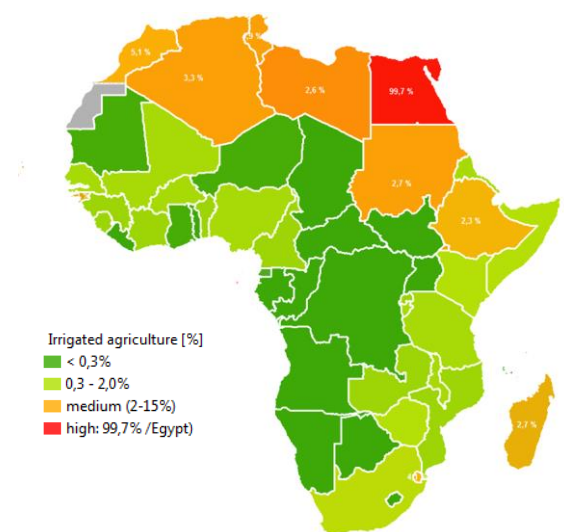 5,1 %
3,3 %
2,6 %
99,7 %
2,7 %
2,3 %
2,7 %
Irrigated agriculture [%]
< 0,3%
0,3 - 2,0%
medium (2-15%)
high: 99,7% /Egypt)